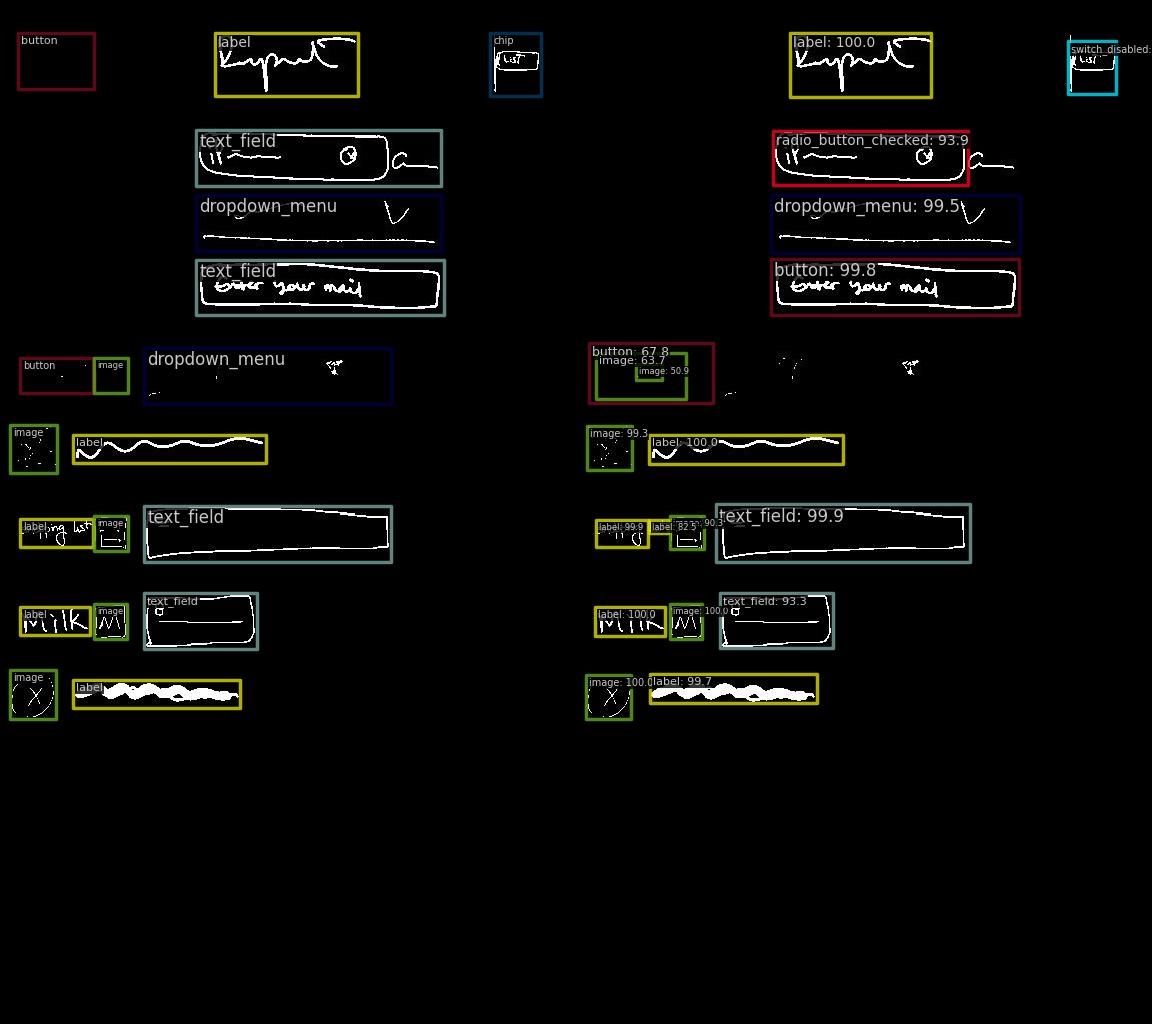 button label chip label: 100.0 switch_disabled:
LIST LIST
text_field radio_button_checked: 93.9
dropdown_menu dropdown_menu: 99.5
text_field button: 99.8
Enter your mail Enter your mail
button image dropdown_menu button: 67.8
image: 63.7
image: 50.9
image label image: 99.3 label: 100.0
label image text_field label: 99.9 label: 82.5 image: 90.3 text_field: 99.9
list
label image text_field label: 100.0 image: 100.0 text_field: 93.3
Milk M Milk M
image label image: 100.0 label: 99.7
X X